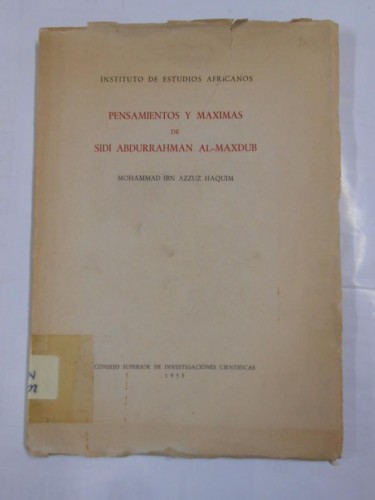 INSTITUTO DE ESTUDIOS AFRICANOS
PENSAMIENTOS Y MAXIMAS
DE
SIDI ABDURRAHMAN AL-MAXDUB
MOHAMMAD IBN AZZUZ HAQUIM
CONSEJO SUPERIOR DE INVESTIGACIONES CIENTIFICAS
1955